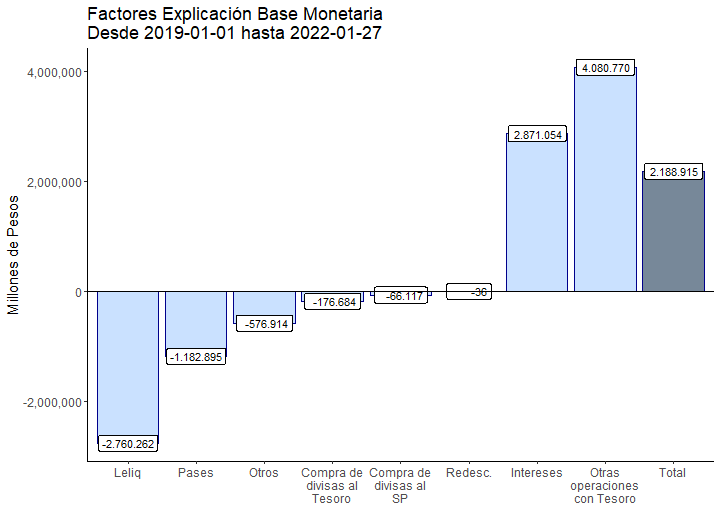 Factores Explicación Base Monetaria
Desde 2019-01-01 hasta 2022-01-27
Millones de Pesos
4,000,000
2,000,000
0
-2,000,000
-2.760.262
-1.182.895
-576.914
-176.684
-66.117
-36
2.871.054
4.080.770
2.188.915
Leliq
Pases
Otros
Compra de
divisas al
Tesoro
Compra de
divisas al
SP
Redesc.
Intereses
Otras
operaciones
con Tesoro
Total